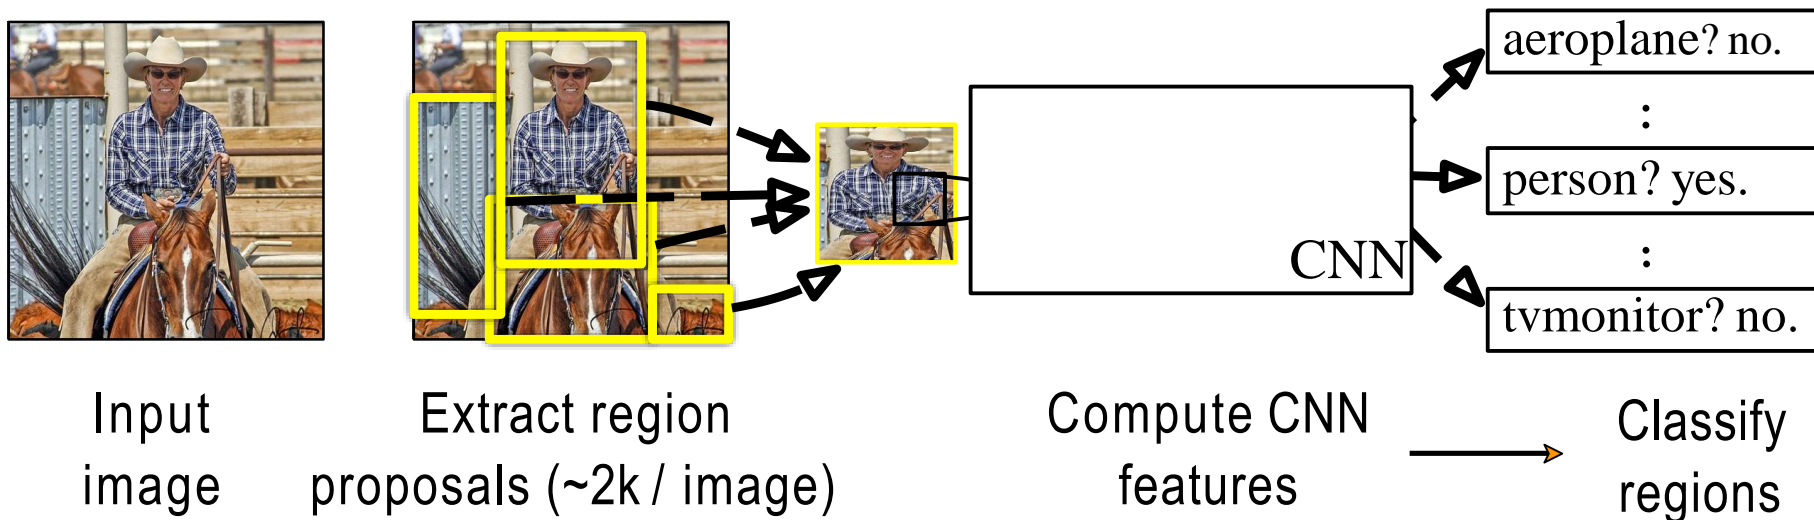 aeroplane? no.
:
person? yes.
:
tvmonitor? no.
CNN
Input
image
Extract region
proposals (~2k / image)
Compute CNN
features
Classify
regions